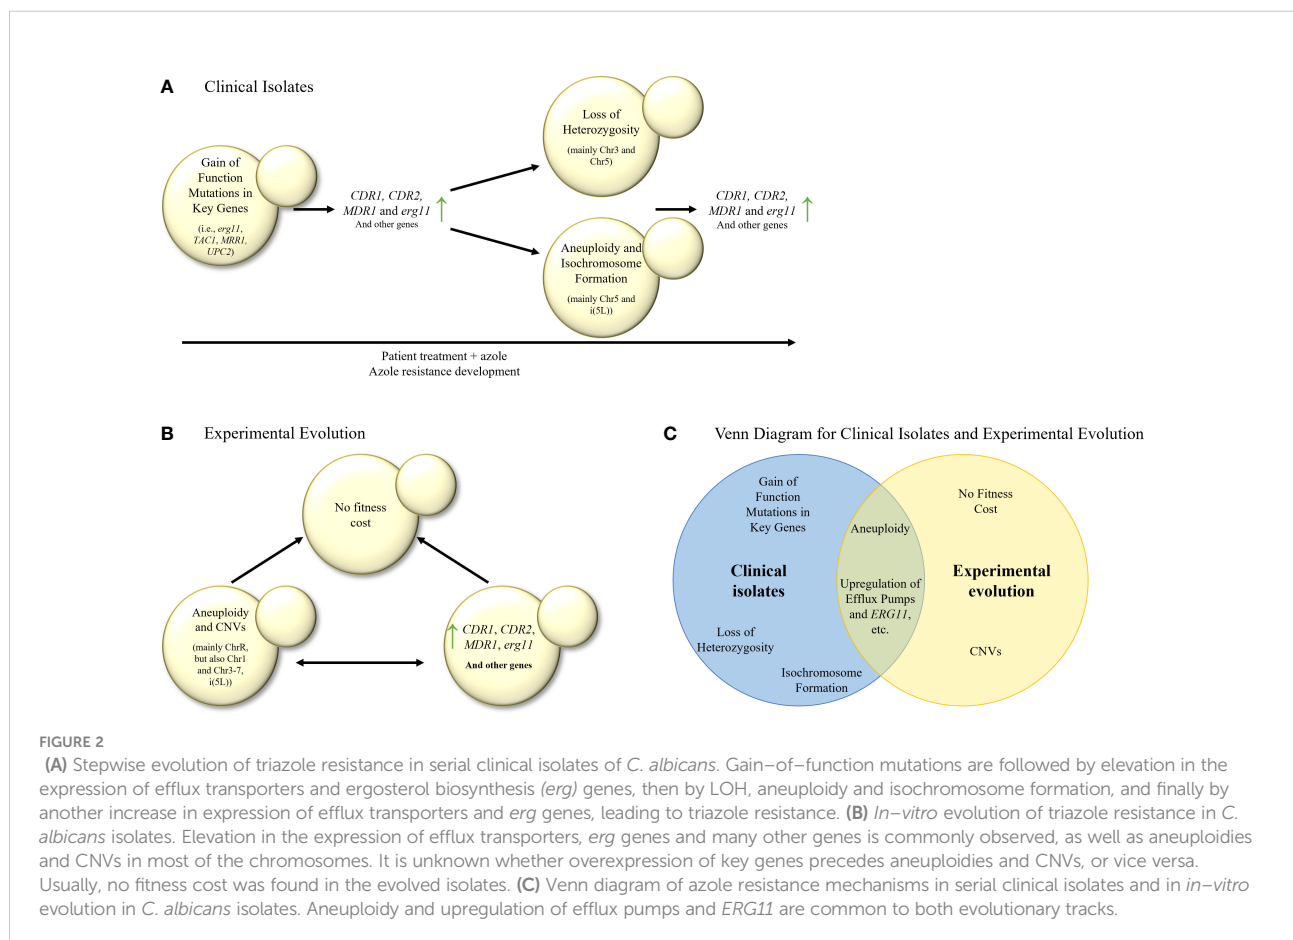 A Clinical Isolates
Gain of
Function
Mutations in
Key Genes
(i.e., erg11,
TAC1, MRR1,
UPC2)
CDR1, CDR2,
MDR1 and erg11
And other genes
Loss of
Heterozygosity
(mainly Chr3 and
Chr5)
Aneuploidy and
Isochromosome
Formation
(mainly Chr5 and
i(5L))
CDR1, CDR2,
MDR1 and erg11
And other genes
Patient treatment + azole
Azole resistance development
B Experimental Evolution
No fitness
cost
Aneuploidy
and CNVs
(mainly ChrR,
but also Chr1
and Chr3-7,
i(5L))
CDR1, CDR2,
MDR1, erg11
And other genes
C Venn Diagram for Clinical Isolates and Experimental Evolution
Gain of
Function
Mutations in
Key Genes
Clinical
isolates
Loss of
Heterozygosity
Isochromosome
Formation
Aneuploidy
Upregulation of
Efflux Pumps
and ERG11,
etc.
No Fitness
Cost
Experimental
evolution
CNVs
FIGURE 2
(A) Stepwise evolution of triazole resistance in serial clinical isolates of C. albicans. Gain–of–function mutations are followed by elevation in the
expression of efflux transporters and ergosterol biosynthesis (erg) genes, then by LOH, aneuploidy and isochromosome formation, and finally by
another increase in expression of efflux transporters and erg genes, leading to triazole resistance. (B) In–vitro evolution of triazole resistance in C.
albicans isolates. Elevation in the expression of efflux transporters, erg genes and many other genes is commonly observed, as well as aneuploidies
and CNVs in most of the chromosomes. It is unknown whether overexpression of key genes precedes aneuploidies and CNVs, or vice versa.
Usually, no fitness cost was found in the evolved isolates. (C) Venn diagram of azole resistance mechanisms in serial clinical isolates and in in–vitro
evolution in C. albicans isolates. Aneuploidy and upregulation of efflux pumps and ERG11 are common to both evolutionary tracks.